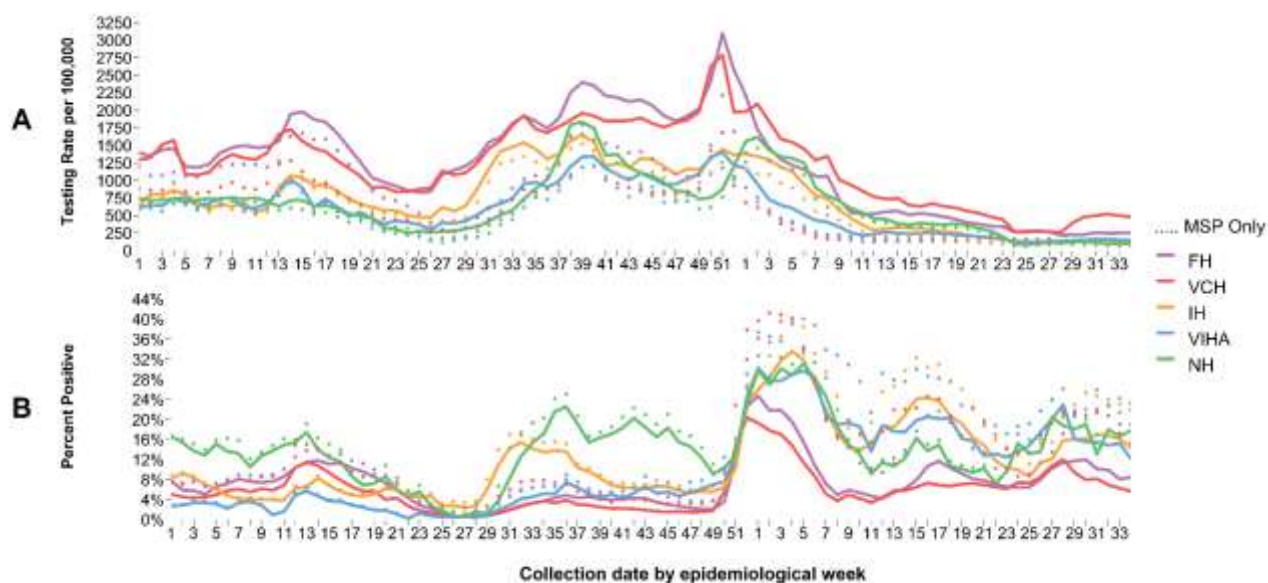 A
Testing Rate per 100,000
3250
3000
2750
2500
2250
2000
1750
1500
1250
1000
750
500
250
0
1 3 5 7 9 11 13 15 17 19 21 23 25 27 29 31 33 35 37 39 41 43 45 47 49 51 1 3 5 7 9 11 13 15 17 19 21 23 25 27 29 31 33
MSP Only
FH
VCH
IH
VIHA
NH
B
Percent Positive
44%
40%
36%
32%
28%
24%
20%
16%
12%
8%
4%
0%
1 3 5 7 9 11 13 15 17 19 21 23 25 27 29 31 33 35 37 39 41 43 45 47 49 51 1 3 5 7 9 11 13 15 17 19 21 23 25 27 29 31 33
Collection date by epidemiological week